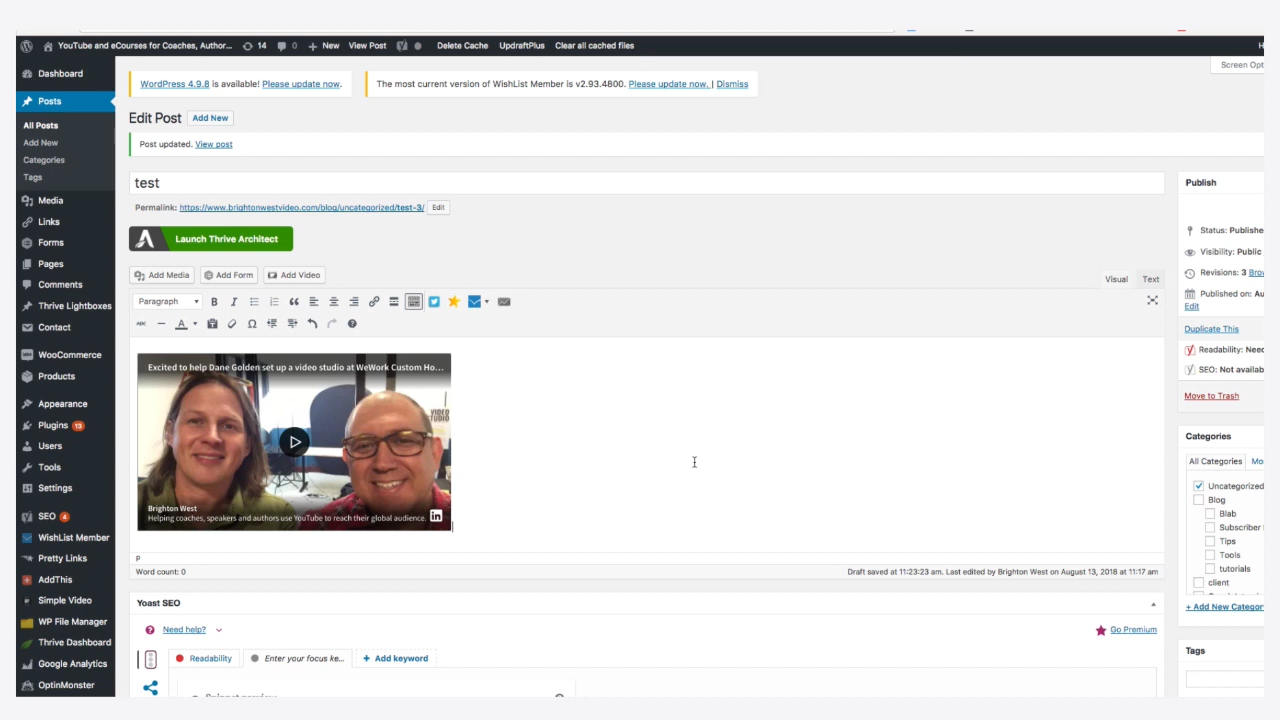 YouTube and eCourses for Coaches, Author... 14 0 + New View Post Delete Cache UpdraftPlus Clear all cached files H
Screen Opt
Dashboard
Posts
All Posts
Add New
Categories
Tags
Media
Links
Forms
Pages
Comments
Thrive Lightboxes
Contact
WooCommerce
Products
Appearance
Plugins 13
Users
Tools
Settings
SEO 4
WishList Member
Pretty Links
AddThis
Simple Video
WP File Manager
Thrive Dashboard
Google Analytics
OptinMonster
WordPress 4.9.8 is available! Please update now.
The most current version of WishList Member is v2.93.4800. Please update now. | Dismiss
Edit Post Add New
Post updated. View post
test
Permalink: https://www.brightonwestvideo.com/blog/uncategorized/test-3/ Edit
Launch Thrive Architect
Add Media Add Form Add Video
Visual Text
Paragraph B I
ABC A Ω
Excited to help Dane Golden set up a video studio at WeWork Custom Ho...
VIDEO
STUDIO
Brighton West
Helping coaches, speakers and authors use YouTube to reach their global audience. in
p
Word count: 0 Draft saved at 11:23:23 am. Last edited by Brighton West on August 13, 2018 at 11:17 am
Yoast SEO
Need help?
Go Premium
Readability Enter your focus ke... + Add keyword
Publish
Status: Publishe
Visibility: Public
Revisions: 3 Brow
Published on: Au
Edit
Duplicate This
Readability: Need
SEO: Not availab
Move to Trash
Categories
All Categories Mo
Uncategorized
Blog
Blab
Subscriber
Tips
Tools
tutorials
client
+ Add New Categor
Tags